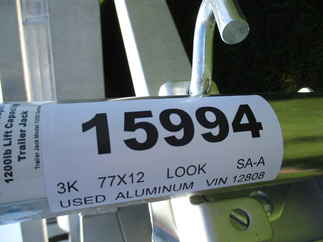 1200lb Lift Capacity
Trailer Jack
15994
3K 77X12 LOOK SA-A
USED ALUMINUM VIN 12808